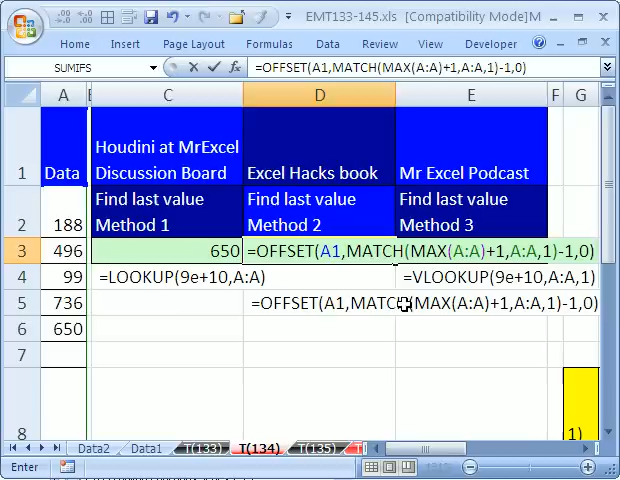 EMT133-145.xls [Compatibility Mode] M
Home Insert Page Layout Formulas Data Review View Developer
SUMIFS =OFFSET(A1,MATCH(MAX(A:A)+1,A:A,1)-1,0)
A C D E F G
1 Data Houdini at MrExcel
Discussion Board Excel Hacks book Mr Excel Podcast
2 188 Find last value
Method 1 Find last value
Method 2 Find last value
Method 3
3 496 650 =OFFSET(A1,MATCH(MAX(A:A)+1,A:A,1)-1,0)
4 99 =LOOKUP(9e+10,A:A) =VLOOKUP(9e+10,A:A,1)
5 736 =OFFSET(A1,MATCH(MAX(A:A)+1,A:A,1)-1,0)
6 650
7
8 1)
Data2 Data1 T(133) T(134) T(135)
Enter